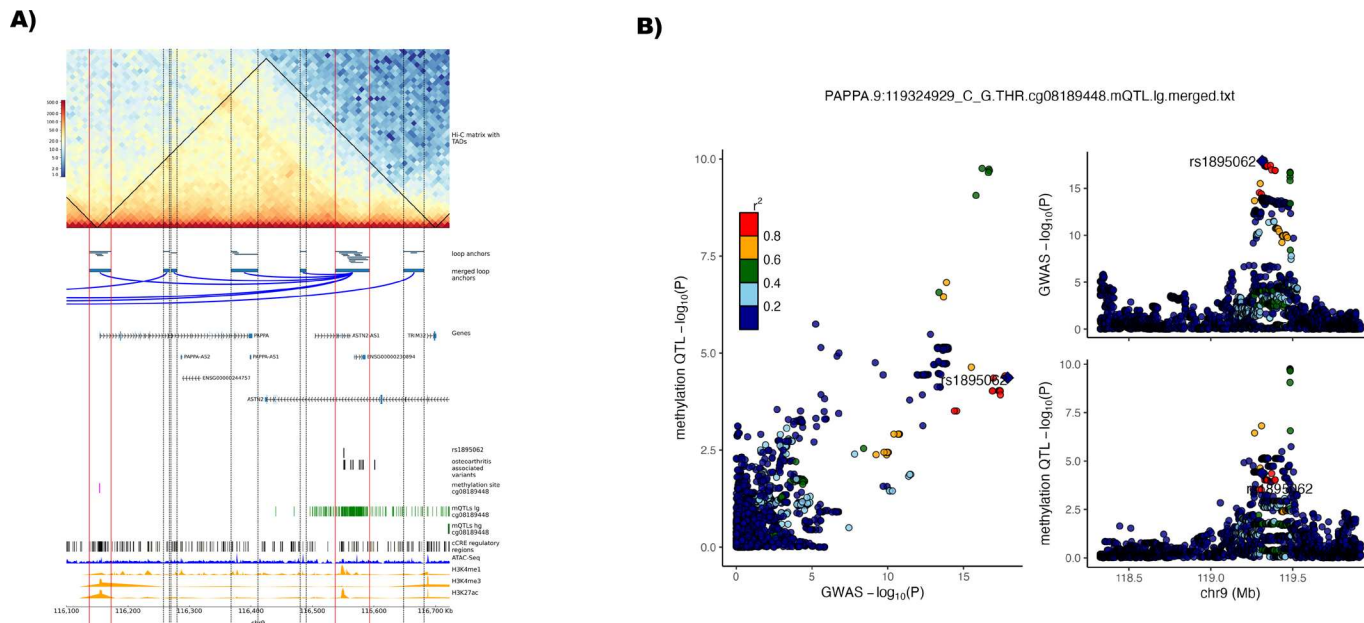 A)
B)
500.0
100.0
50.0
20.0
10.0
5.0
2.0
1.0
Hi-C matrix with
TADs
loop anchors
merged loop
anchors
Genes
PAPPA
ASTN2-AS1
TRIM32
PAPPA-AS2
PAPPA-AS1
ENSG00000230894
ENSG00000244757
ASTN2
rs1895062
osteoarthritis
associated
variants
methylation site
cg08189448
mQTLs lg
cg08189448
mQTLs hg
cg08189448
cCRE regulatory
regions
ATAC-Seq
H3K4me1
H3K4me3
H3K27ac
116,100
116,200
116,300
116,400
116,500
116,600
116,700 Kb
PAPPA.9:119324929_C_G.THR.cg08189448.mQTL.lg.merged.txt
methylation QTL −log10(P)
10.0
7.5
5.0
2.5
0.0
r2
0.8
0.6
0.4
0.2
rs1895062
0
5
10
15
GWAS −log10(P)
GWAS −log10(P)
15
10
5
0
rs1895062
methylation QTL −log10(P)
10.0
7.5
5.0
2.5
0.0
rs1895062
118.5
119.0
119.5
chr9 (Mb)